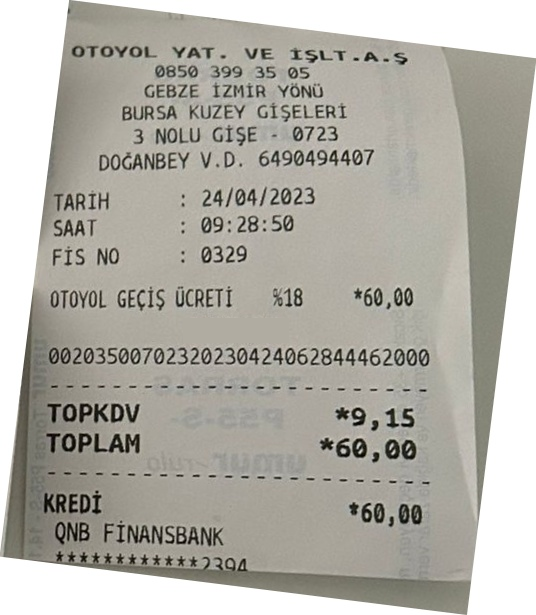 OTOYOL YAT. VE İŞLT.A.Ş
0850 399 35 05
GEBZE İZMİR YÖNÜ
BURSA KUZEY GİŞELERİ
3 NOLU GİŞE - 0723
DOĞANBEY V.D. 6490494407
TARİH : 24/04/2023
SAAT : 09:28:50
FİS NO : 0329
OTOYOL GEÇİŞ ÜCRETİ %18 *60,00
00203500702320230424062844462000
TOPKDV *9,15
TOPLAM *60,00
KREDİ *60,00
QNB FİNANSBANK
************2394